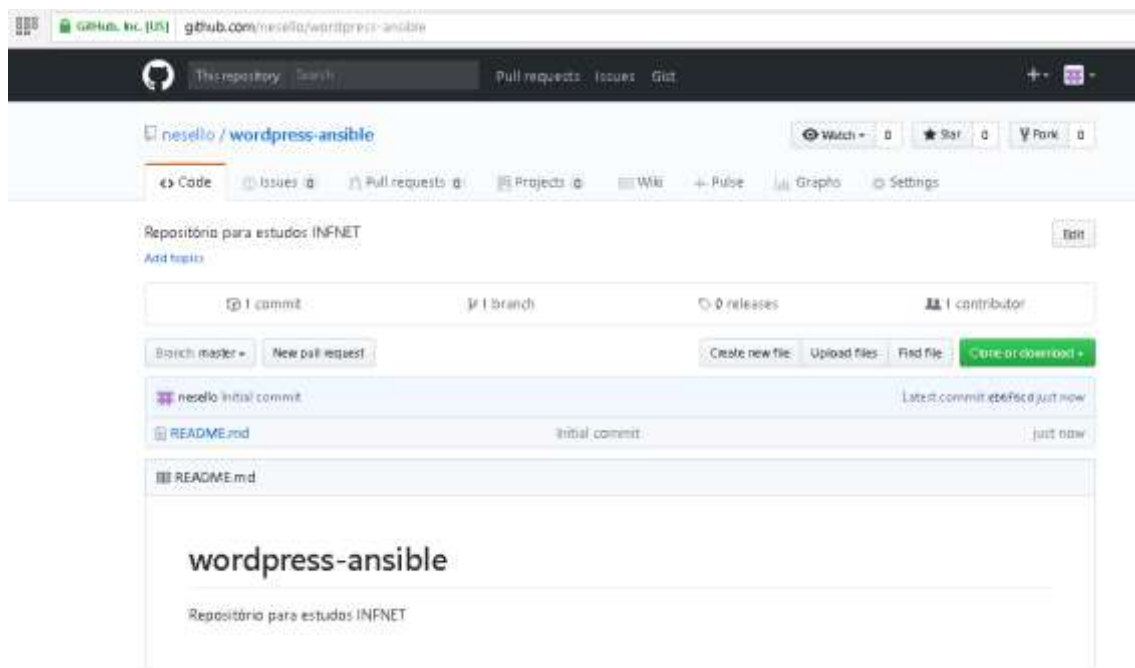 GitHub, Inc. [US] github.com/nesello/wordpress-ansible
This repository Search Pull requests Issues Gist
nesello / wordpress-ansible Watch 0 Star 0 Fork 0
Code Issues 0 Pull requests 0 Projects 0 Wiki Pulse Graphs Settings
Repositório para estudos INFNET Edit
Add topics
1 commit 1 branch 0 releases 1 contributor
Branch: master New pull request Create new file Upload files Find file Clone or download
nesello Initial commit Latest commit just now
README.md Initial commit just now
README.md
wordpress-ansible
Repositório para estudos INFNET